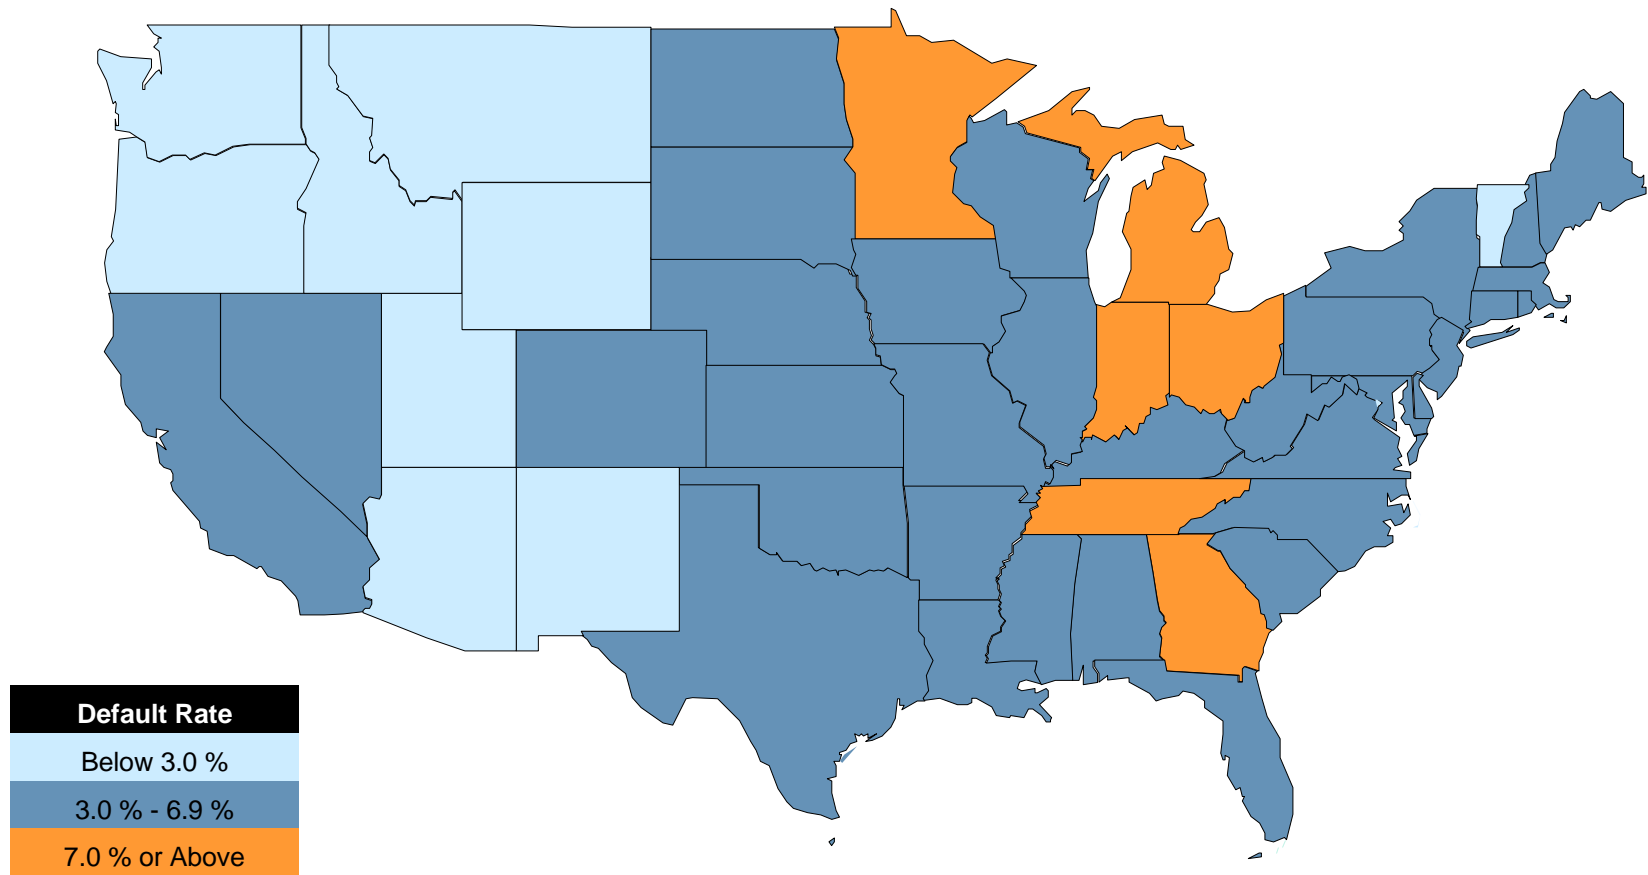 Default Rate
Below 3.0 %
3.0 % - 6.9 %
7.0 % or Above